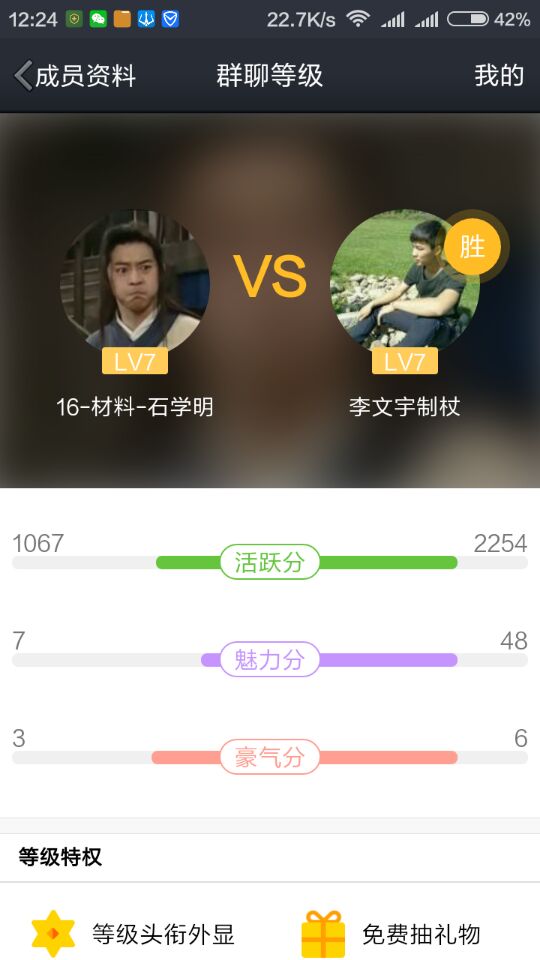 12:24 22.7K/s 42%
成员资料 群聊等级 我的
VS 胜
LV7 LV7
16-材料-石学明 李文宇制杖
1067 2254
活跃分
7 48
魅力分
3 6
豪气分
等级特权
等级头衔外显 免费抽礼物